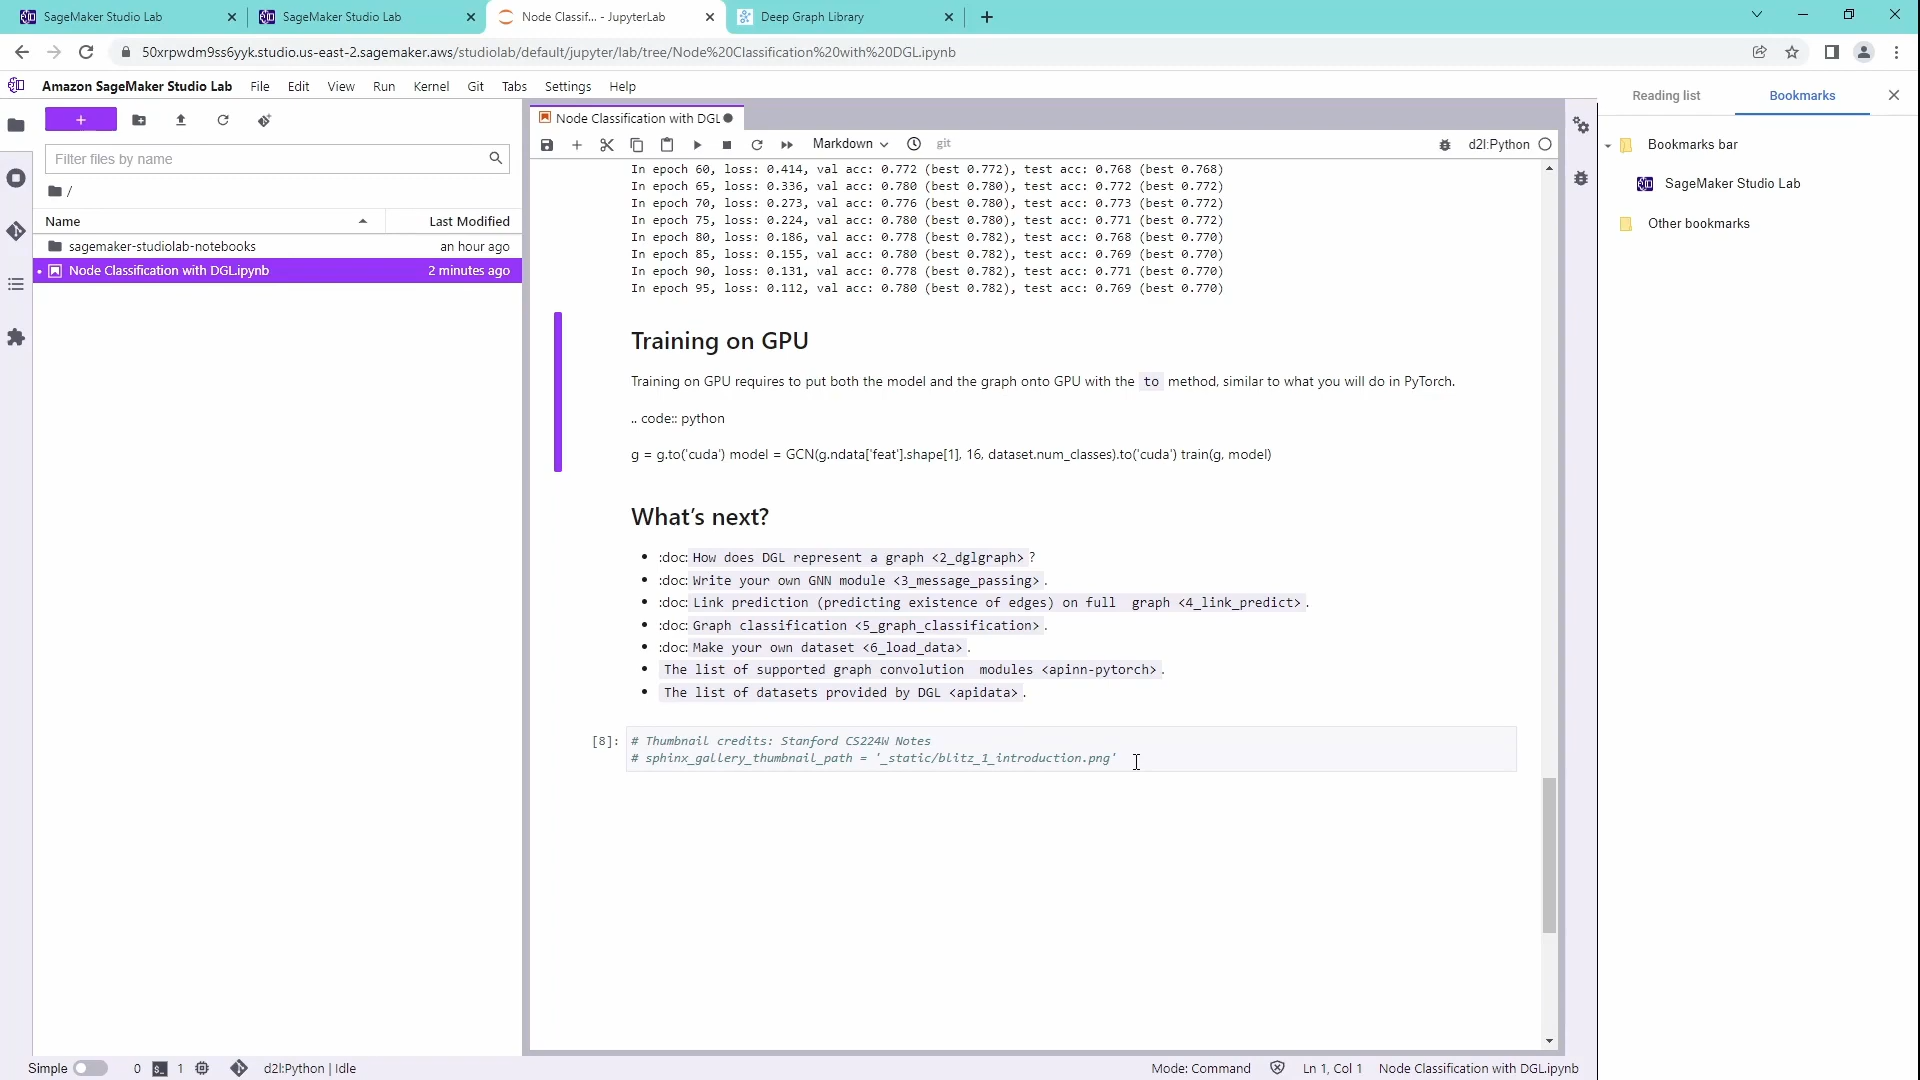 SageMaker Studio Lab
SageMaker Studio Lab
Node Classif... - JupyterLab
Deep Graph Library
50xrpwdm9ss6yyk.studio.us-east-2.sagemaker.aws/studiolab/default/jupyter/lab/tree/Node%20Classification%20with%20DGL.ipynb
Amazon SageMaker Studio Lab File Edit View Run Kernel Git Tabs Settings Help
Reading list Bookmarks
Bookmarks bar
SageMaker Studio Lab
Other bookmarks
Filter files by name
/
Name Last Modified
sagemaker-studiolab-notebooks an hour ago
Node Classification with DGL.ipynb 2 minutes ago
Node Classification with DGL
Markdown git d2l:Python
In epoch 60, loss: 0.414, val acc: 0.772 (best 0.772), test acc: 0.768 (best 0.768)
In epoch 65, loss: 0.336, val acc: 0.780 (best 0.780), test acc: 0.772 (best 0.772)
In epoch 70, loss: 0.273, val acc: 0.776 (best 0.780), test acc: 0.773 (best 0.772)
In epoch 75, loss: 0.224, val acc: 0.780 (best 0.780), test acc: 0.771 (best 0.772)
In epoch 80, loss: 0.186, val acc: 0.778 (best 0.782), test acc: 0.768 (best 0.770)
In epoch 85, loss: 0.155, val acc: 0.780 (best 0.782), test acc: 0.769 (best 0.770)
In epoch 90, loss: 0.131, val acc: 0.778 (best 0.782), test acc: 0.771 (best 0.770)
In epoch 95, loss: 0.112, val acc: 0.780 (best 0.782), test acc: 0.769 (best 0.770)
Training on GPU
Training on GPU requires to put both the model and the graph onto GPU with the to method, similar to what you will do in PyTorch.
.. code:: python
g = g.to('cuda') model = GCN(g.ndata['feat'].shape[1], 16, dataset.num_classes).to('cuda') train(g, model)
What's next?
• :doc: How does DGL represent a graph <2_dglgraph> ?
• :doc: Write your own GNN module <3_message_passing> .
• :doc: Link prediction (predicting existence of edges) on full graph <4_link_predict> .
• :doc: Graph classification <5_graph_classification> .
• :doc: Make your own dataset <6_load_data> .
• The list of supported graph convolution modules <apinn-pytorch> .
• The list of datasets provided by DGL <apidata> .
[8]: # Thumbnail credits: Stanford CS224W Notes
# sphinx_gallery_thumbnail_path = '_static/blitz_1_introduction.png'
Simple 0 1 d2l:Python | Idle Mode: Command Ln 1, Col 1 Node Classification with DGL.ipynb